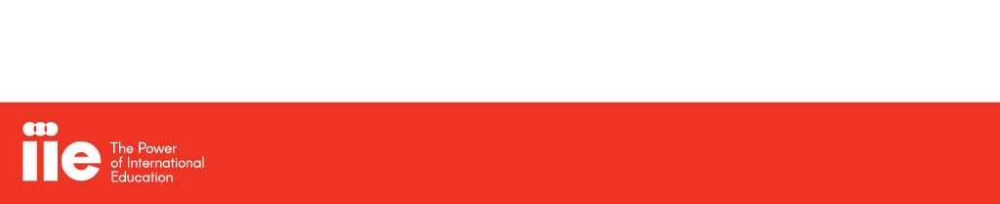 iie
The Power
of International
Education